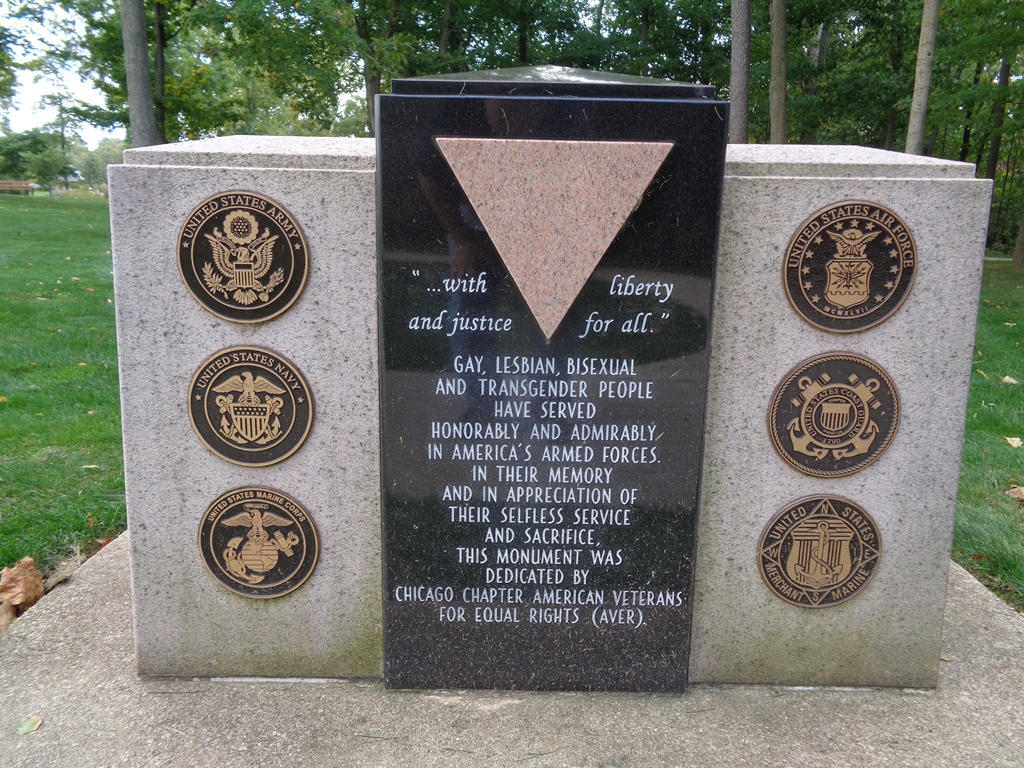 UNITED STATES ARMY
UNITED STATES NAVY
UNITED STATES MARINE CORPS
"...with liberty
and justice for all."
GAY, LESBIAN, BISEXUAL
AND TRANSGENDER PEOPLE
HAVE SERVED
HONORABLY AND ADMIRABLY
IN AMERICA'S ARMED FORCES.
IN THEIR MEMORY
AND IN APPRECIATION OF
THEIR SELFLESS SERVICE
AND SACRIFICE,
THIS MONUMENT WAS
DEDICATED BY
CHICAGO CHAPTER AMERICAN VETERANS
FOR EQUAL RIGHTS (AVER).
UNITED STATES AIR FORCE
MCMXLVII
UNITED STATES COAST GUARD
1790
UNITED STATES
MERCHANT MARINE